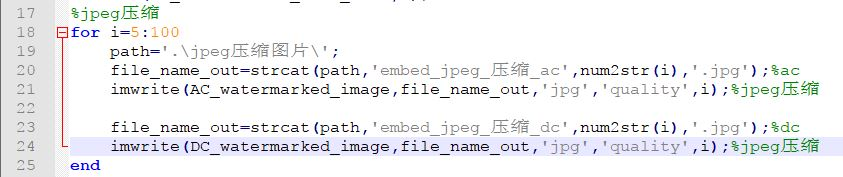 17 %jpeg压缩
18 for i=5:100
19 path='.\jpeg压缩图片\';
20 file_name_out=strcat(path,'embed_jpeg_压缩_ac',num2str(i),'.jpg');%ac
21 imwrite(AC_watermarked_image,file_name_out,'jpg','quality',i);%jpeg压缩
22
23 file_name_out=strcat(path,'embed_jpeg_压缩_dc',num2str(i),'.jpg');%dc
24 imwrite(DC_watermarked_image,file_name_out,'jpg','quality',i);%jpeg压缩
25 end